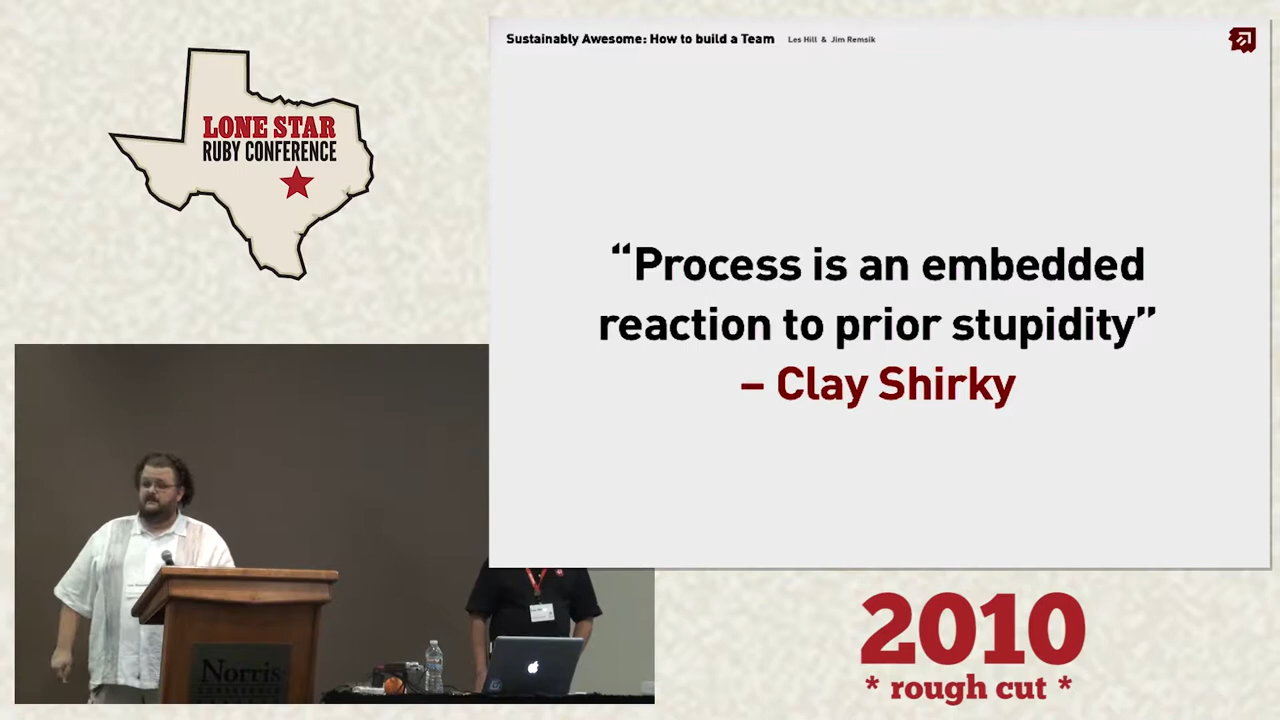 Sustainably Awesome: How to build a Team Les Hill & Jim Remsik
LONE STAR
RUBY CONFERENCE
“Process is an embedded
reaction to prior stupidity”
– Clay Shirky
Norris
CONFERENCE
2010
* rough cut *